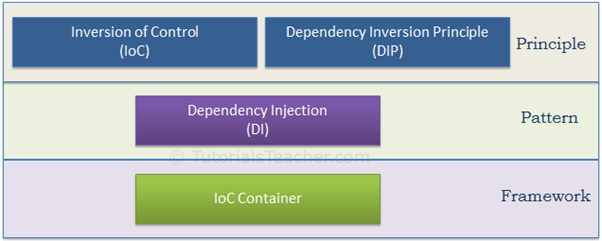 Inversion of Control
(IoC)
Dependency Inversion Principle
(DIP)
Principle
Dependency Injection
(DI)
Pattern
© TutorialsTeacher.com
IoC Container
Framework